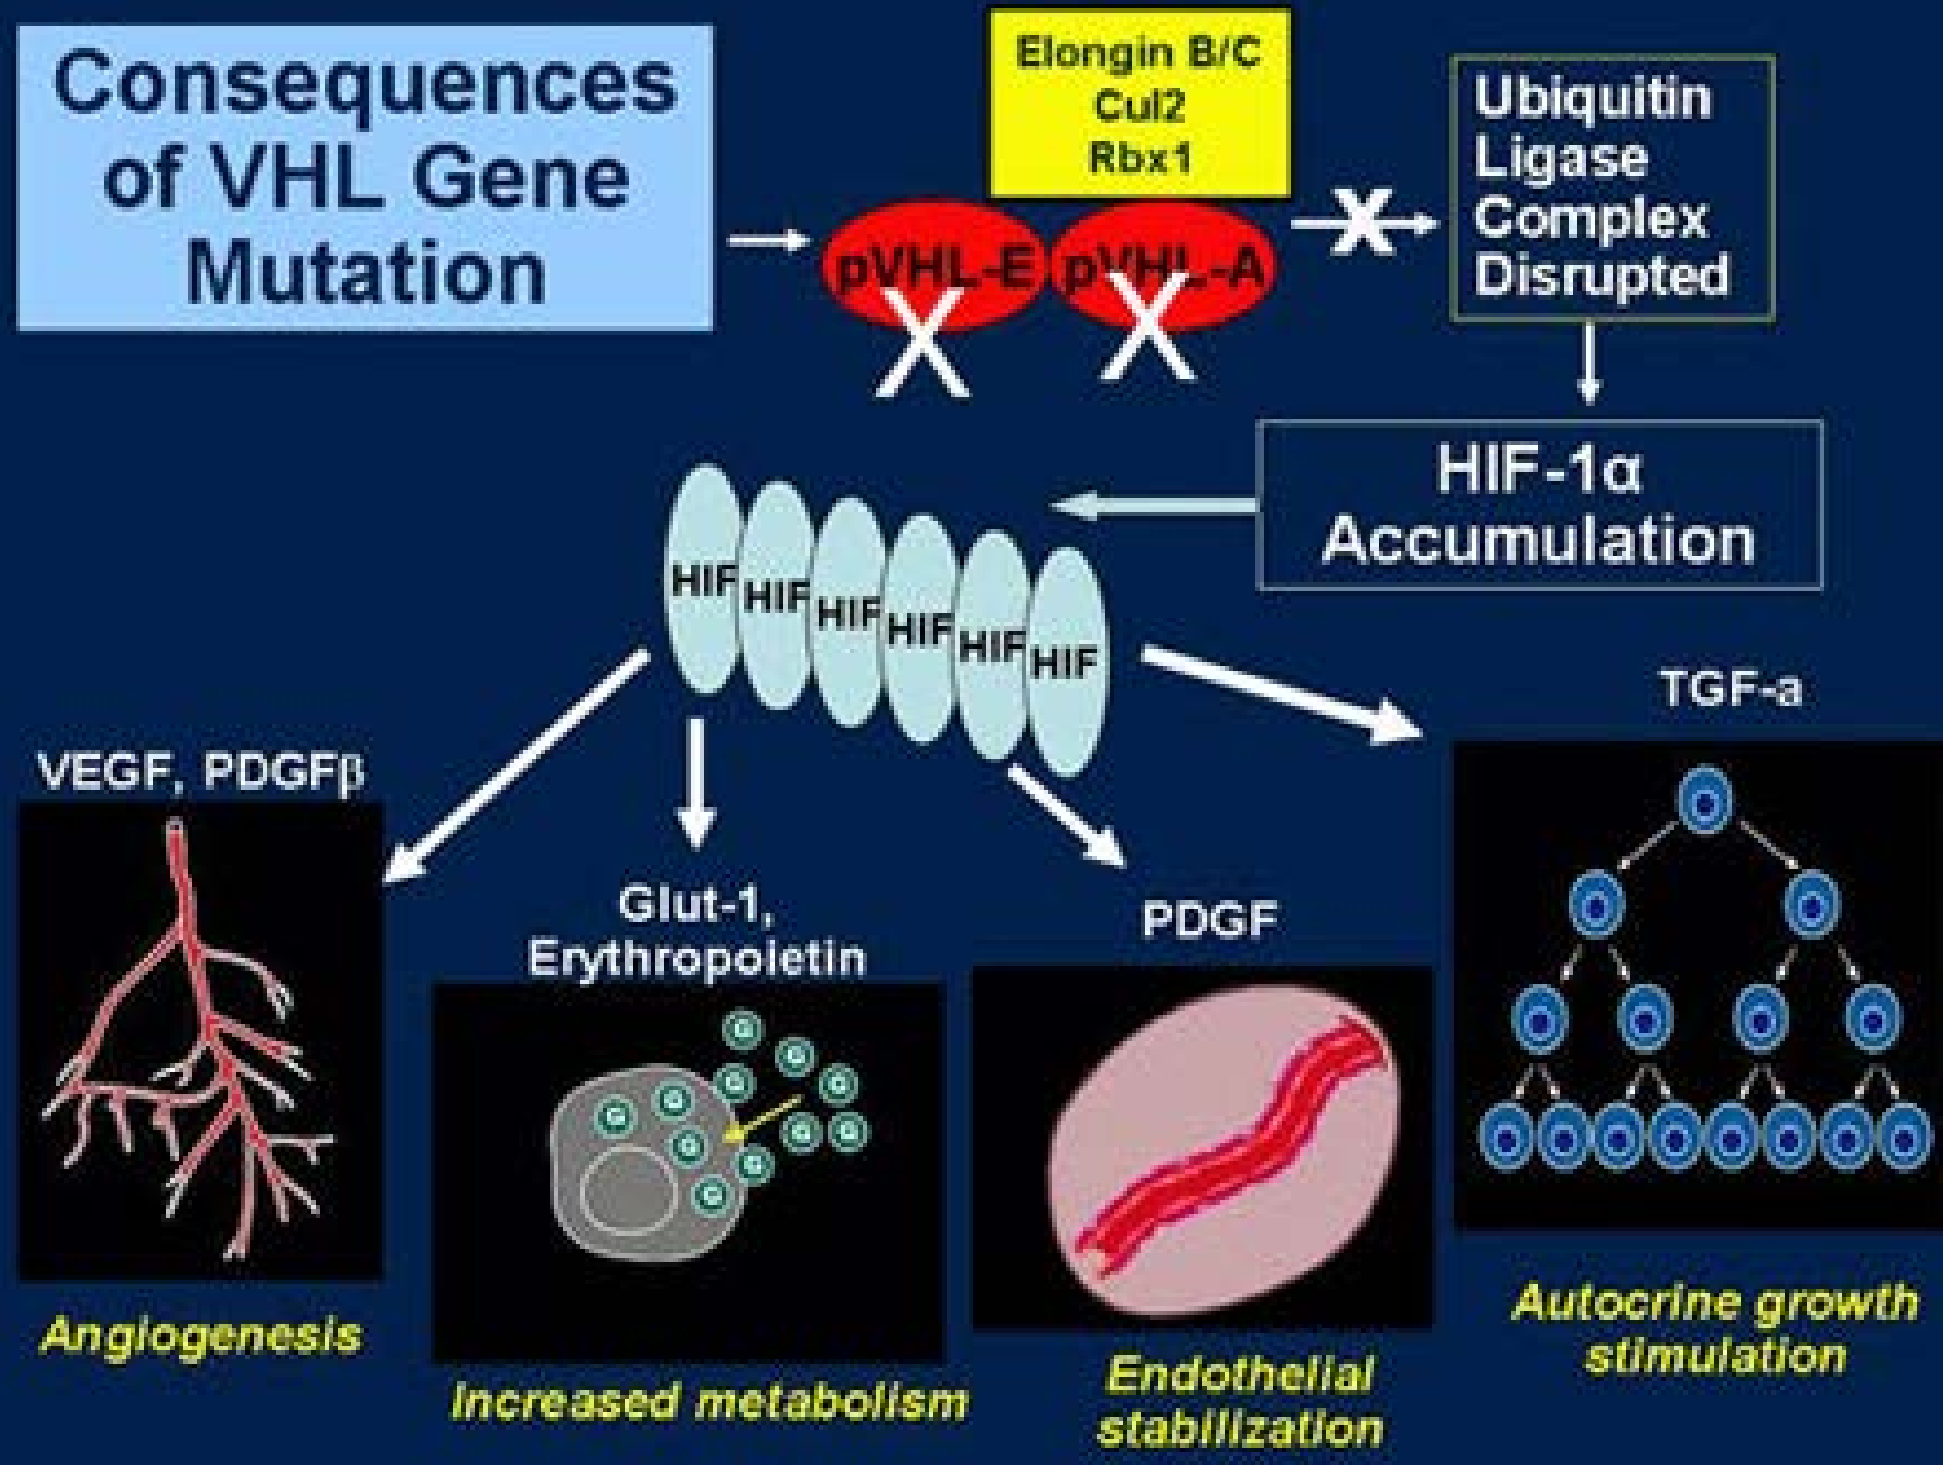 Consequences
of VHL Gene
Mutation
Elongin B/C
Cul2
Rbx1
pVHL-E
pVHL-A
X
X
X
Ubiquitin
Ligase
Complex
Disrupted
HIF-1α
Accumulation
HIF
HIF
HIF
HIF
HIF
HIF
VEGF, PDGFβ
Glut-1,
Erythropoietin
PDGF
TGF-a
G
G
G
G
G
G
G
G
G
G
G
Angiogenesis
Increased metabolism
Endothelial
stabilization
Autocrine growth
stimulation